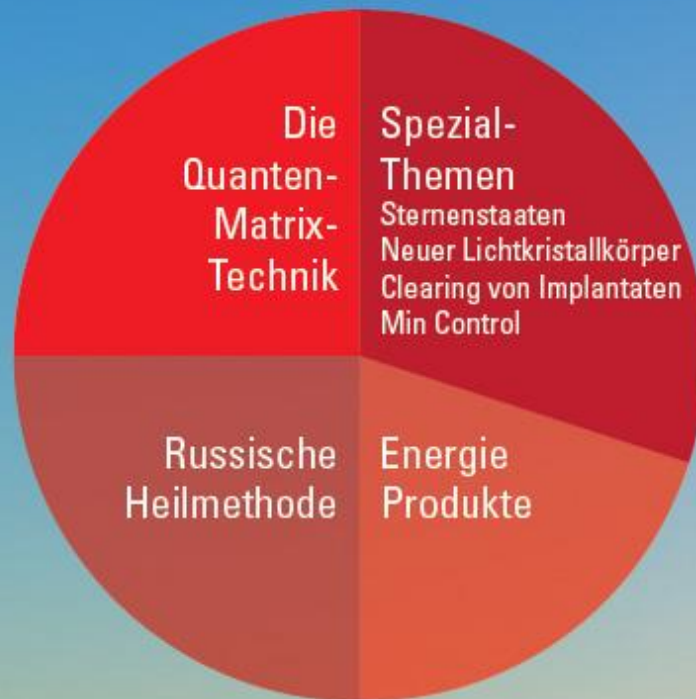 Die
Quanten-
Matrix-
Technik
Spezial-
Themen
Sternenstaaten
Neuer Lichtkristallkörper
Clearing von Implantaten
Min Control
Russische
Heilmethode
Energie
Produkte